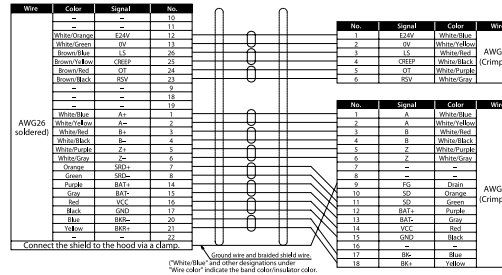 Wire Color Signal No.
– – 10
– – 11
White/Orange E24V 12
White/Green 0V 13
Brown/Blue LS 26
Brown/Yellow CREEP 25
Brown/Red OT 24
Brown/Black RSV 23
– – 9
– – 18
– – 19
White/Blue A+ 1
White/Yellow A– 2
White/Red B+ 3
White/Black B– 4
White/Purple Z+ 5
White/Gray Z– 6
Orange SRD+ 7
Green SRD– 8
Purple BAT+ 14
Gray BAT- 15
Red VCC 16
Black GND 17
Blue BKR– 20
Yellow BKR+ 21
– – 22
AWG26
soldered)
Connect the shield to the hood via a clamp.
No. Signal Color Wire
1 E24V White/Blue
2 0V White/Yellow
3 LS White/Red
4 CREEP White/Black
5 OT White/Purple
6 RSV White/Gray
AWG
(Crimp
No. Signal Color Wire
1 A White/Blue
2 A White/Yellow
3 B White/Red
4 B White/Black
5 Z White/Purple
6 Z White/Gray
7 – –
8 – –
9 FG Drain
10 SD Orange
11 SD Green
12 BAT+ Purple
13 BAT- Gray
14 VCC Red
15 GND Black
16 – –
17 BK- Blue
18 BK+ Yellow
AWG
(Crimp
Ground wire and braided shield wire.
("White/Blue" and other designations under
"Wire color" indicate the band color/insulator color.